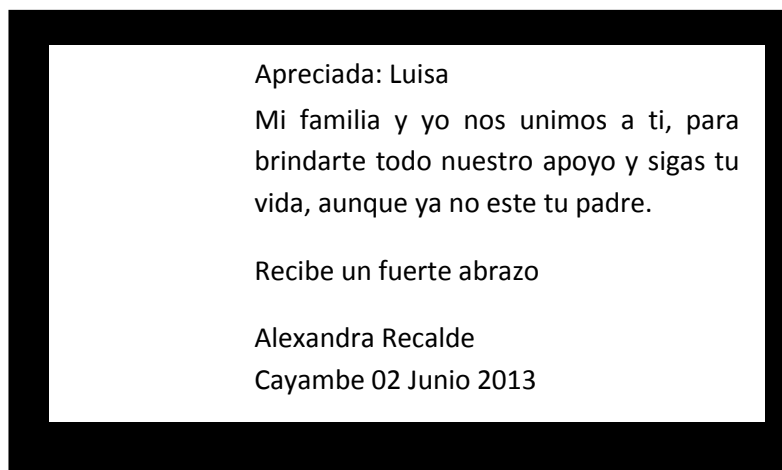 Apreciada: Luisa
Mi familia y yo nos unimos a ti, para
brindarte todo nuestro apoyo y sigas tu
vida, aunque ya no este tu padre.
Recibe un fuerte abrazo
Alexandra Recalde
Cayambe 02 Junio 2013